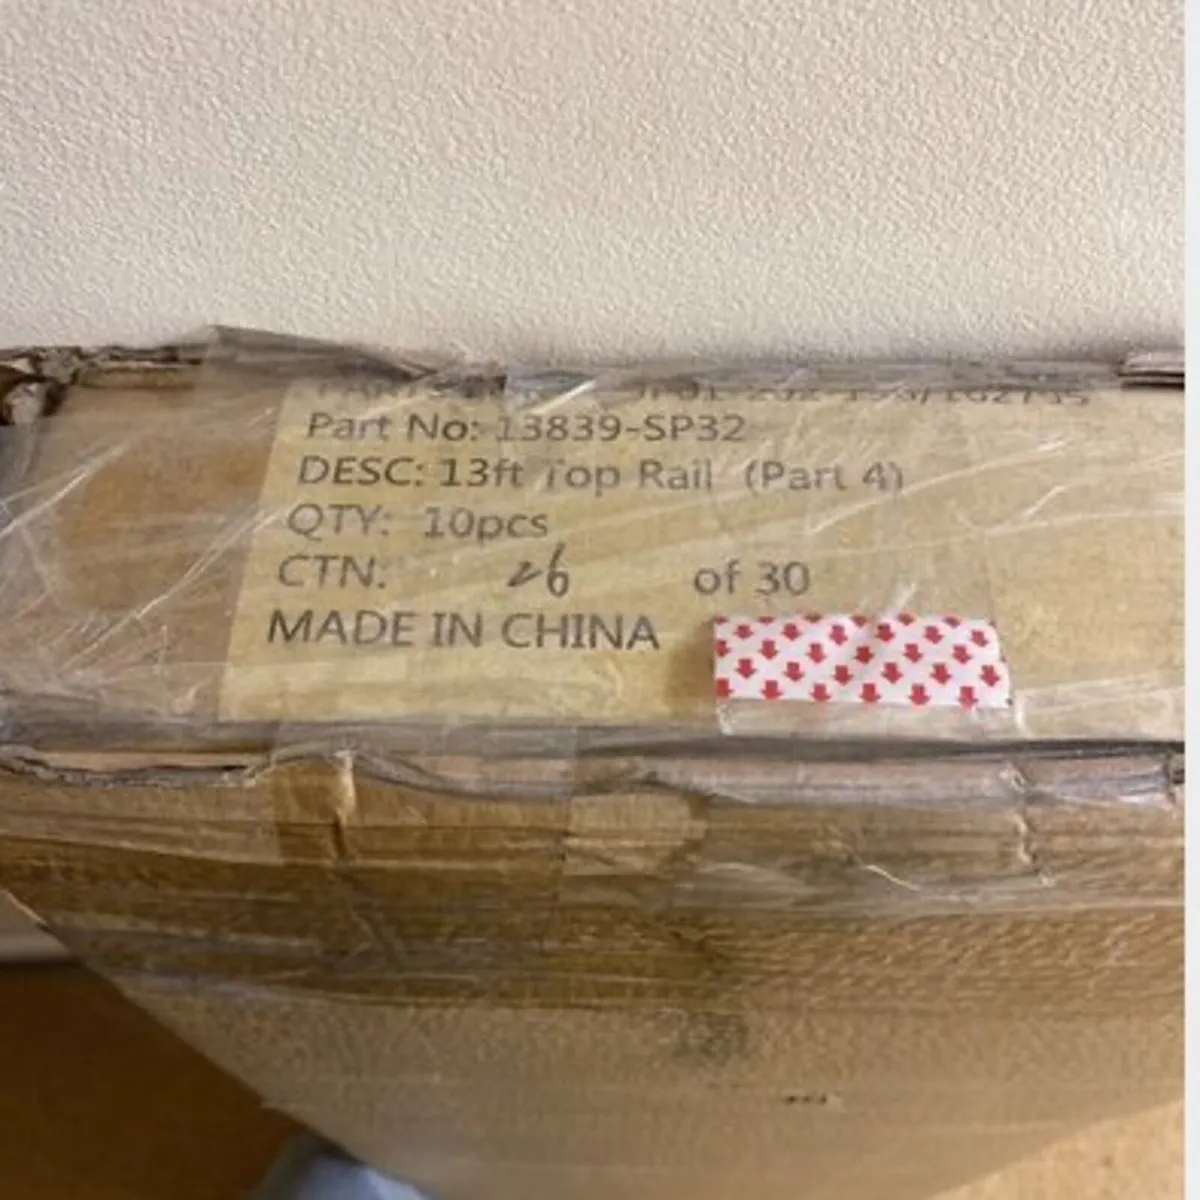 Part No: 13839-SP32
DESC: 13ft Top Rail (Part 4)
QTY: 10pcs
CTN: 26 of 30
MADE IN CHINA